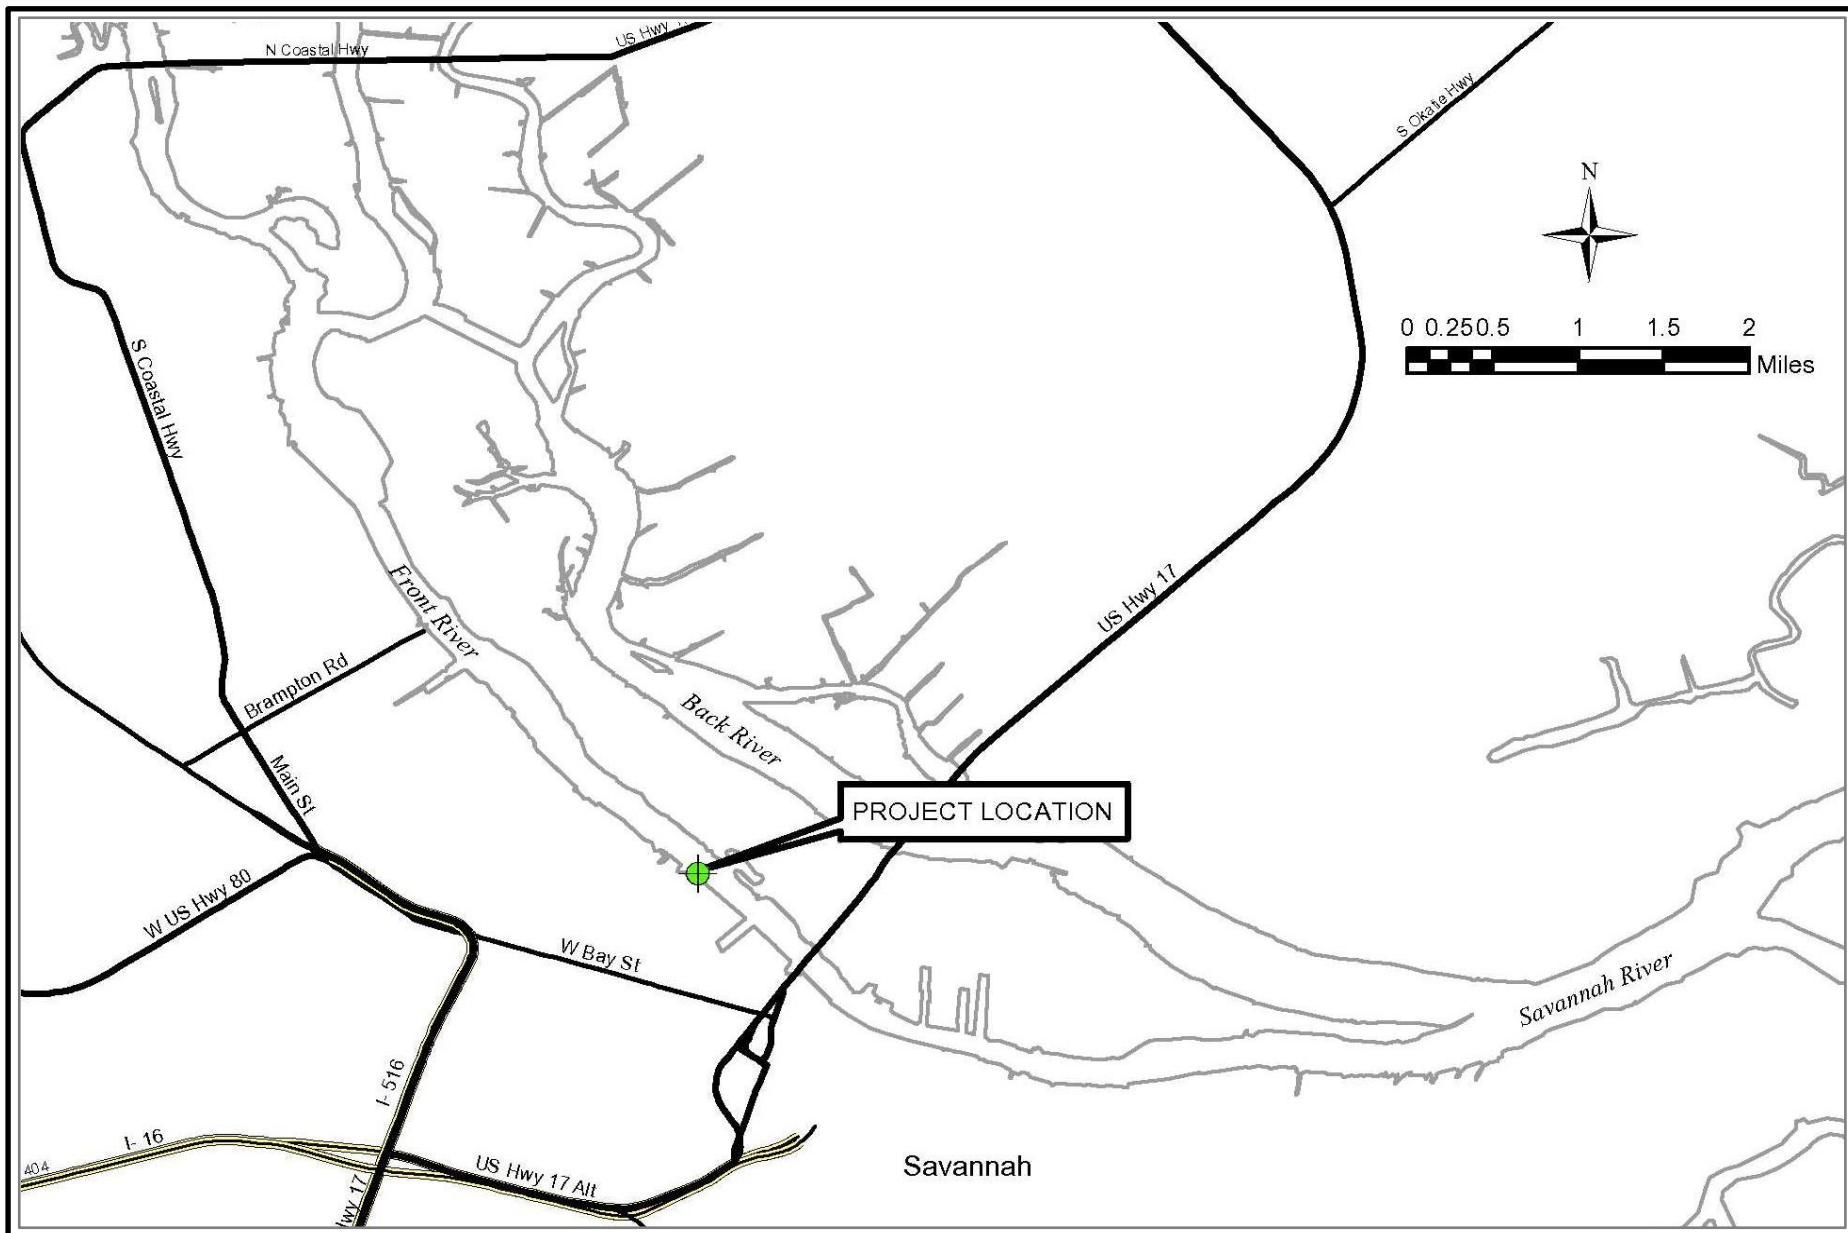 N Coastal Hwy
US Hwy
S Okatie Hwy
N
0 0.25 0.5 1 1.5 2
Miles
S Coastal Hwy
US Hwy 17
Front River
Brampton Rd
Back River
Main St
PROJECT LOCATION
W US Hwy 80
W Bay St
Savannah River
I- 516
I- 16
404
US Hwy 17 Alt
Hwy 17
Savannah